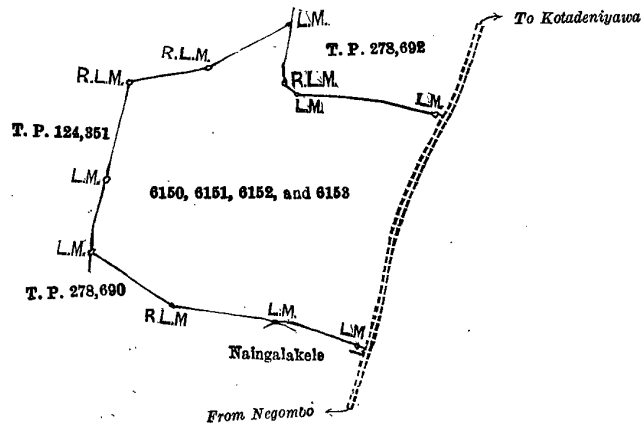 To Kotadeniyawa
L.M.
T. P. 278,692
R.L.M.
R.L.M.
R.L.M.
L.M.
L.M.
T. P. 124,351
L.M.
6150, 6151, 6152, and 6153
L.M.
T. P. 278,690
R.L.M
L.M.
L.M
Naingalakele
From Negombo